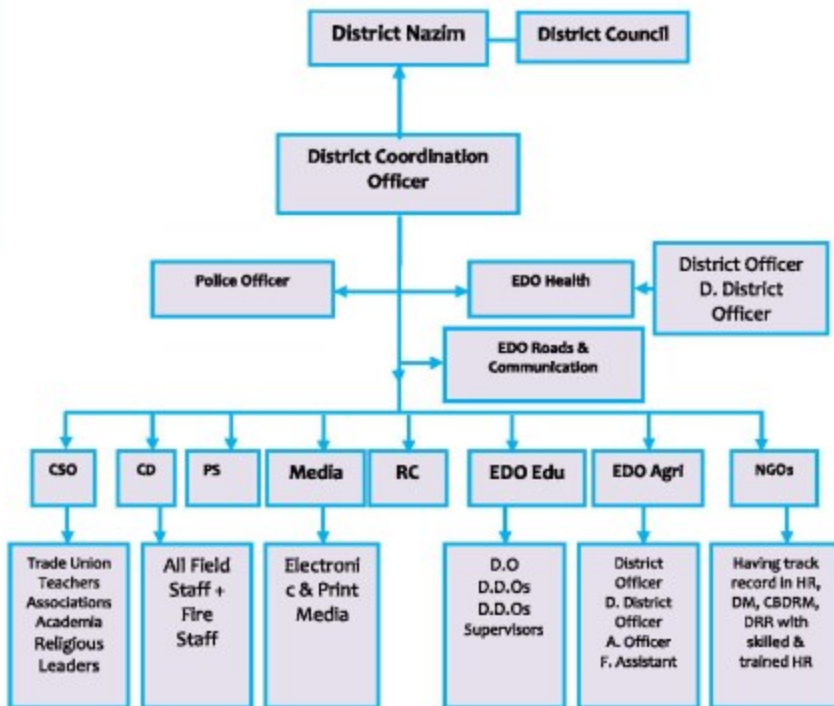 District Nazim
District Council
District Coordination
Officer
Police Officer
EDO Health
District Officer
D. District
Officer
EDO Roads &
Communication
CSO
CD
PS
Media
RC
EDO Edu
EDO Agri
NGOs
Trade Union
Teachers
Associations
Academia
Religious
Leaders
All Field
Staff +
Fire
Staff
Electroni
c & Print
Media
D.O
D.D.Os
D.D.Os
Supervisors
District
Officer
D. District
Officer
A. Officer
F. Assistant
Having track
record in HR,
DM, CBDRM,
DRR with
skilled &
trained HR